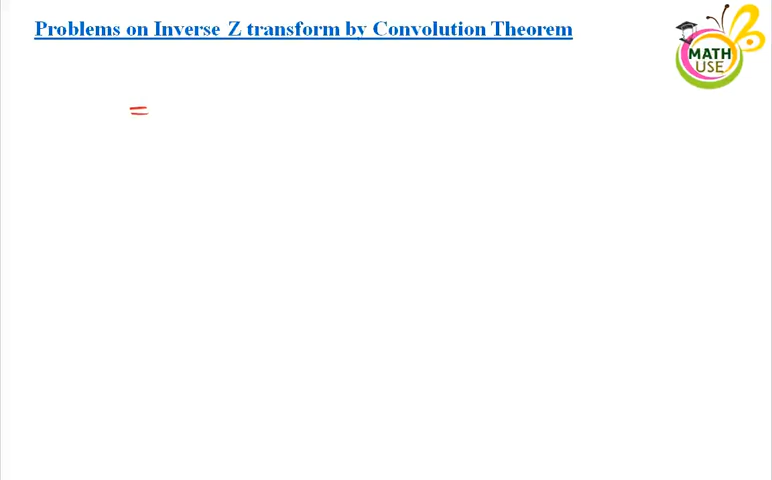 Problems on Inverse Z transform by Convolution Theorem
MATH
USE
=